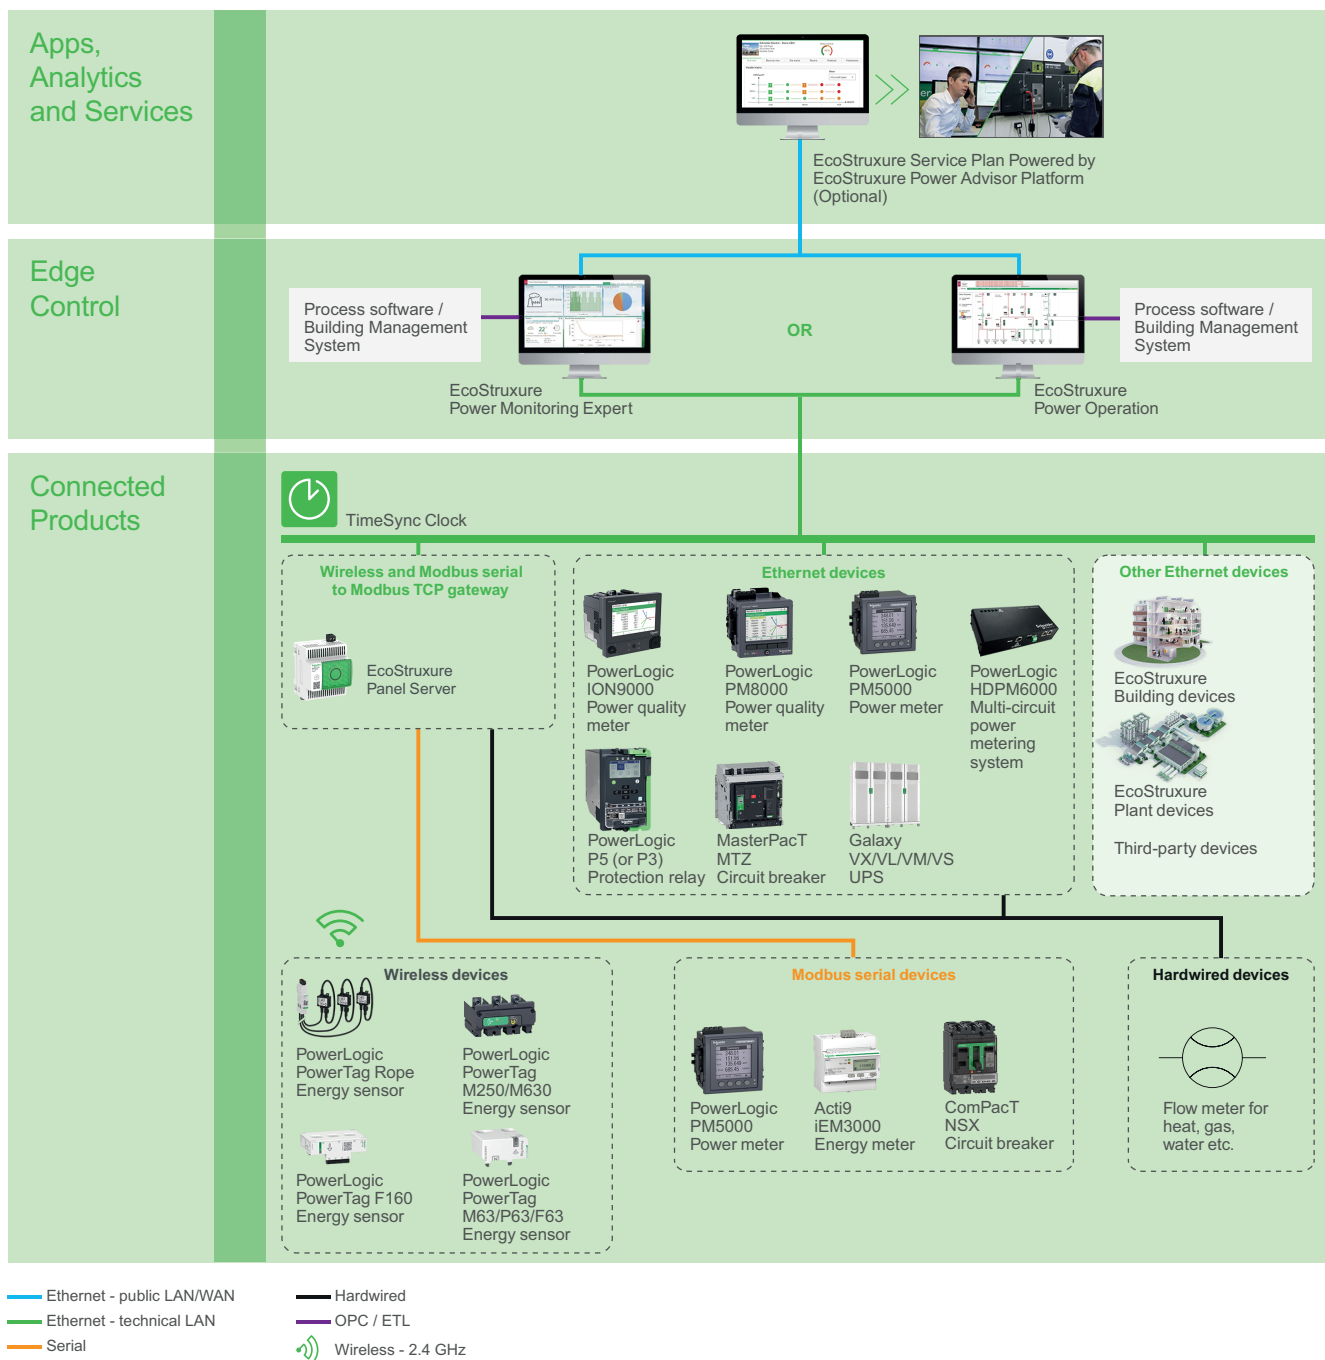 Apps,
Analytics
and Services
EcoStruxure Service Plan Powered by
EcoStruxure Power Advisor Platform
(Optional)
Edge
Control
Process software /
Building Management
System
OR
Process software /
Building Management
System
EcoStruxure
Power Monitoring Expert
EcoStruxure
Power Operation
Connected
Products
TimeSync Clock
Wireless and Modbus serial
to Modbus TCP gateway
EcoStruxure
Panel Server
Ethernet devices
PowerLogic
ION9000
Power quality
meter
PowerLogic
PM8000
Power quality
meter
PowerLogic
PM5000
Power meter
PowerLogic
HDPM6000
Multi-circuit
power
metering
system
PowerLogic
P5 (or P3)
Protection relay
MasterPacT
MTZ
Circuit breaker
Galaxy
VX/VL/VM/VS
UPS
Other Ethernet devices
EcoStruxure
Building devices
EcoStruxure
Plant devices
Third-party devices
Wireless devices
PowerLogic
PowerTag Rope
Energy sensor
PowerLogic
PowerTag
M250/M630
Energy sensor
PowerLogic
PowerTag F160
Energy sensor
PowerLogic
PowerTag
M63/P63/F63
Energy sensor
Modbus serial devices
PowerLogic
PM5000
Power meter
Acti9
iEM3000
Energy meter
ComPacT
NSX
Circuit breaker
Hardwired devices
Flow meter for
heat, gas,
water etc.
Ethernet - public LAN/WAN
Ethernet - technical LAN
Serial
Hardwired
OPC / ETL
Wireless - 2.4 GHz